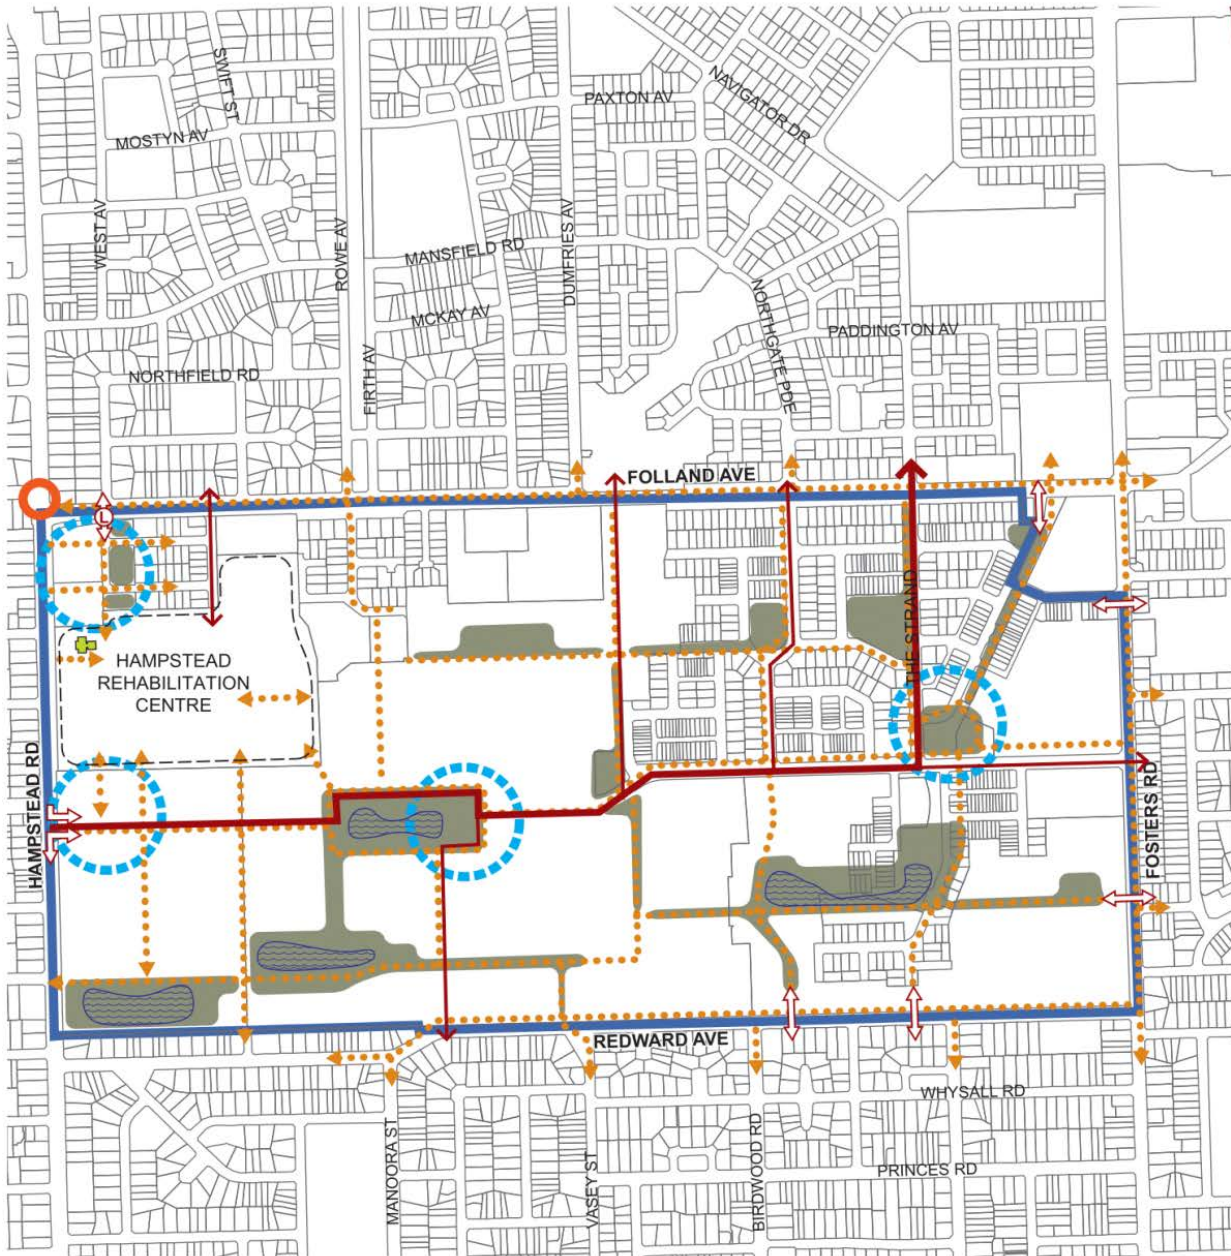 SWIFT ST
PAXTON AV
NAVIGATOR DR
MOSTYN AV
WEST AV
ROWE AV
MANSFIELD RD
DUMFRIES AV
MCKAY AV
NORTHGATE PDE
PADDINGTON AV
NORTHFIELD RD
FIRTH AV
FOLLAND AVE
L
THE STRAND
HAMPSTEAD
REHABILITATION
CENTRE
HAMPSTEAD RD
FOSTERS RD
REDWARD AVE
WHYSALL RD
MANOORA ST
VASEY ST
BIRDWOOD RD
PRINCES RD